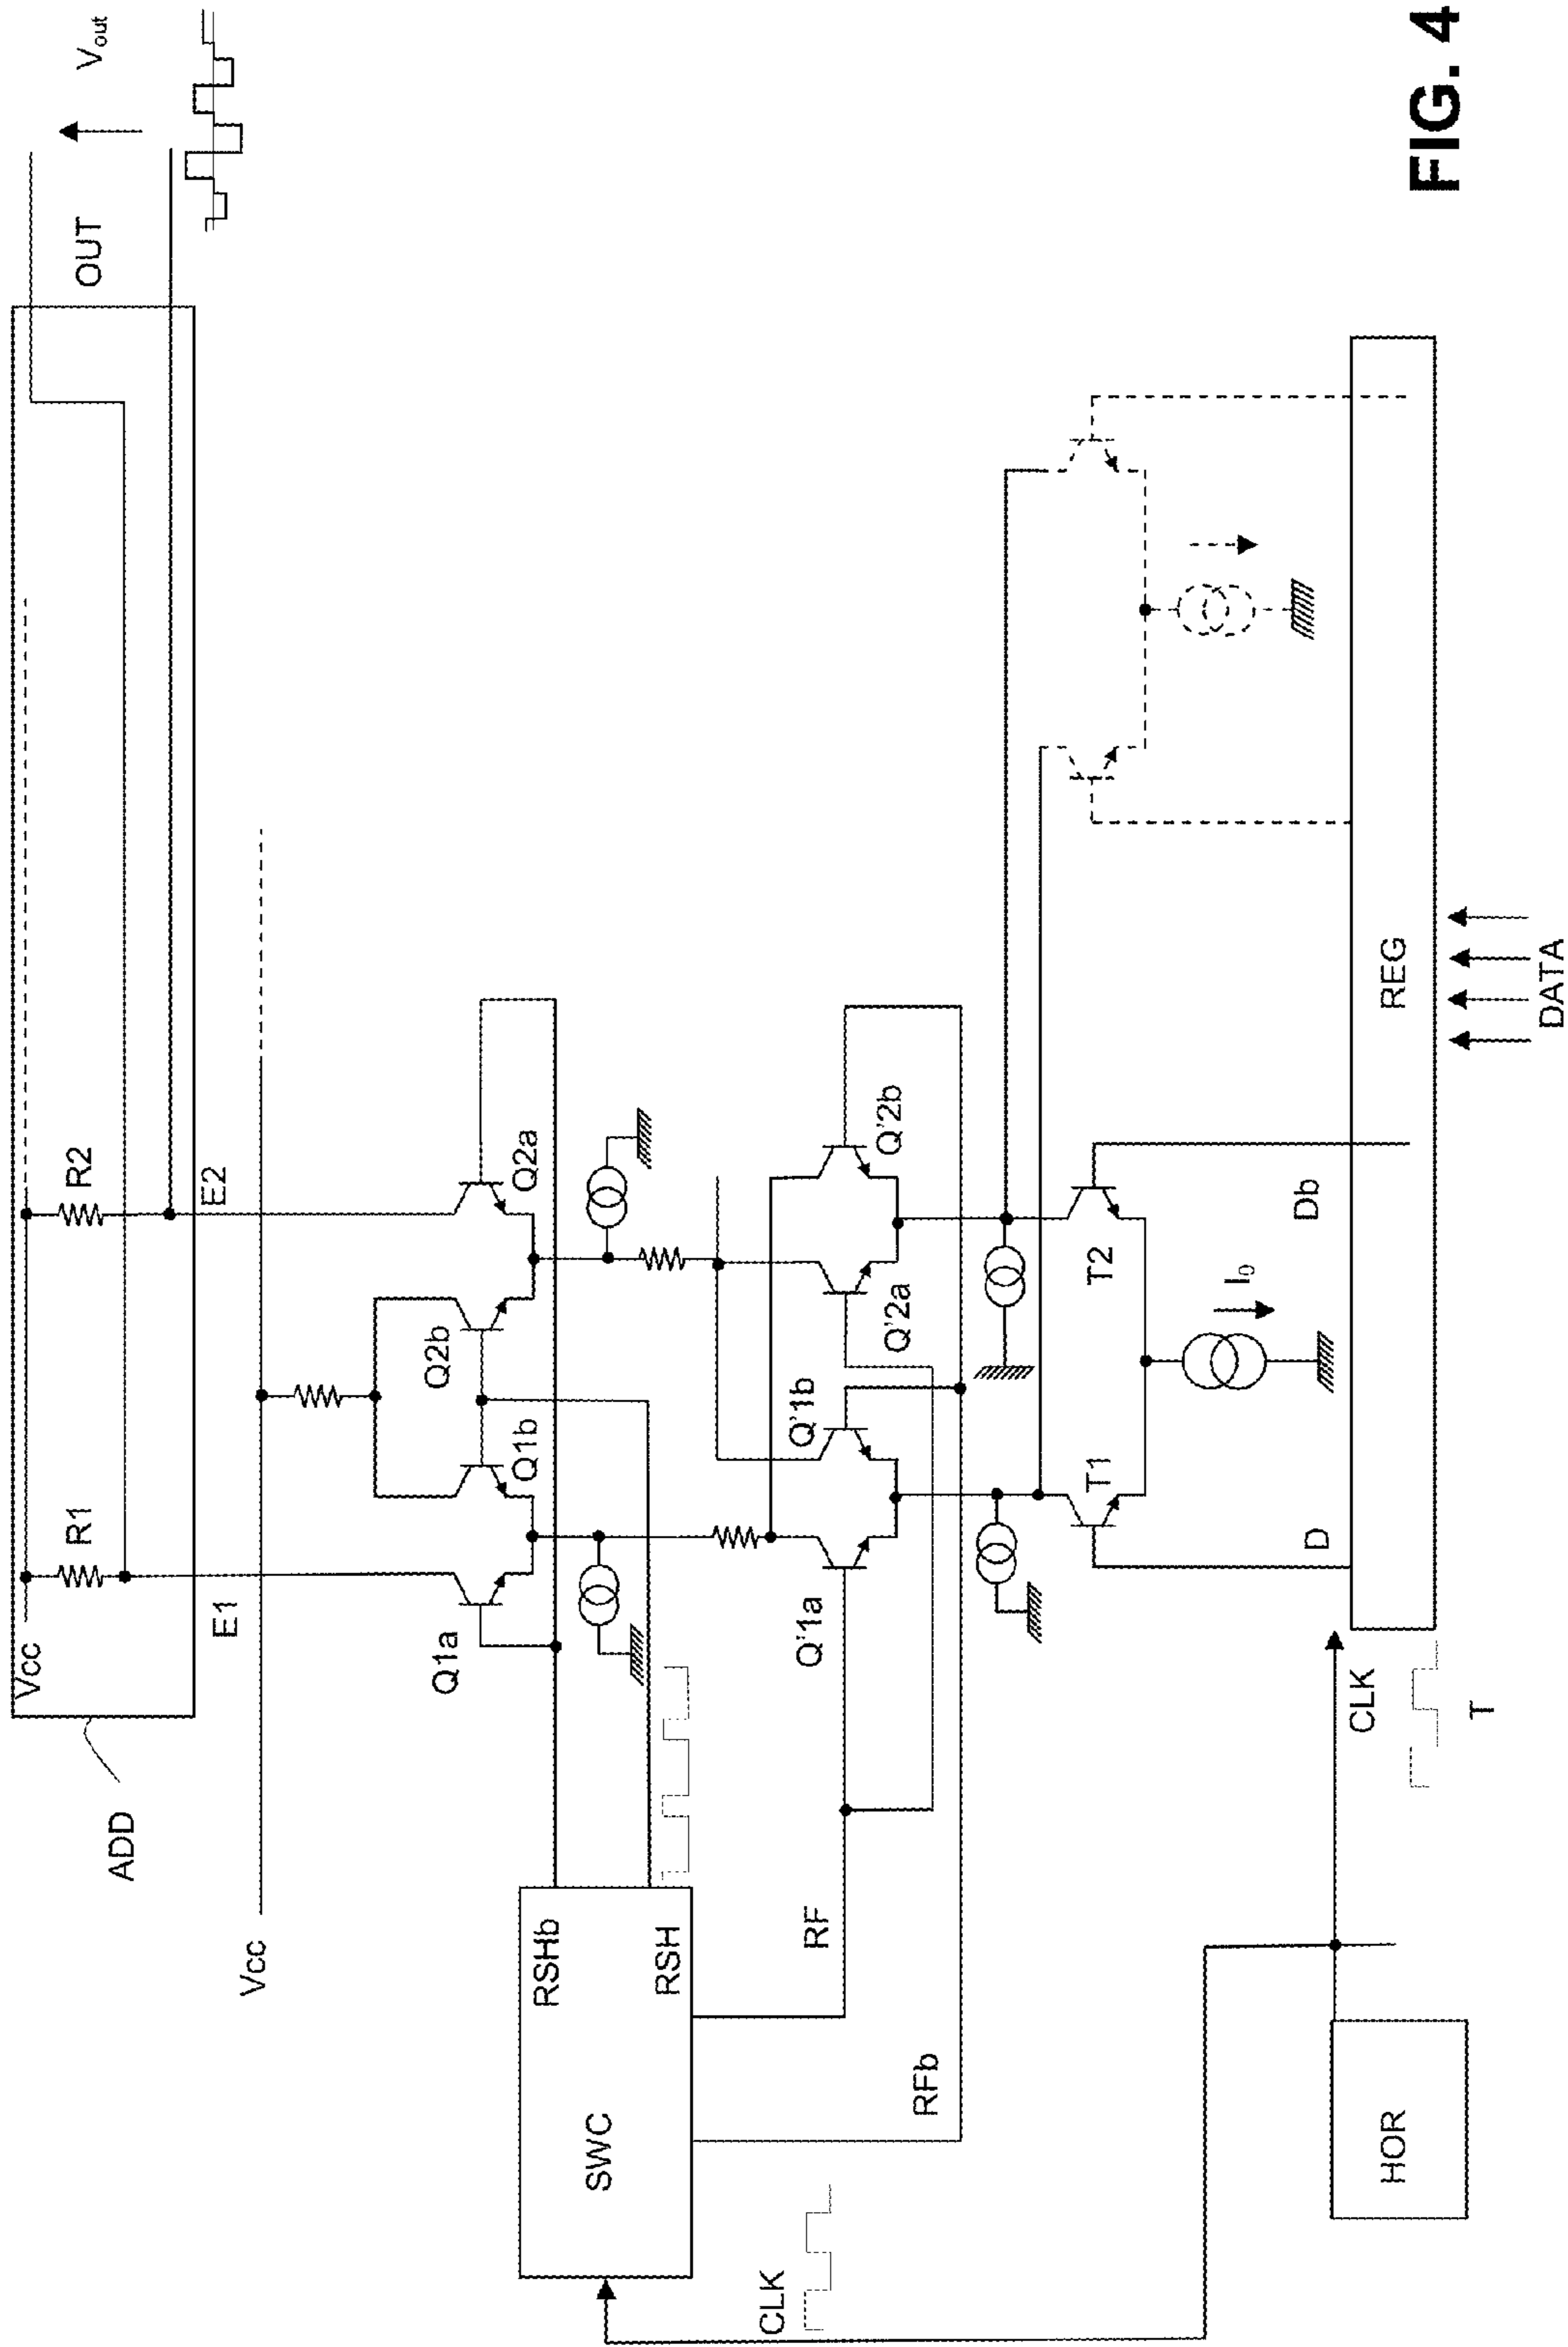 FIG. 4
Vout
OUT
Vcc
R1
R2
ADD
E1
E2
Vcc
Q1a
Q1b
Q2b
Q2a
RSHb
RSH
SWC
RF
RFb
CLK
Q'1a
Q'1b
Q'2a
Q'2b
T1
T2
I0
D
Db
HOR
CLK
T
REG
DATA